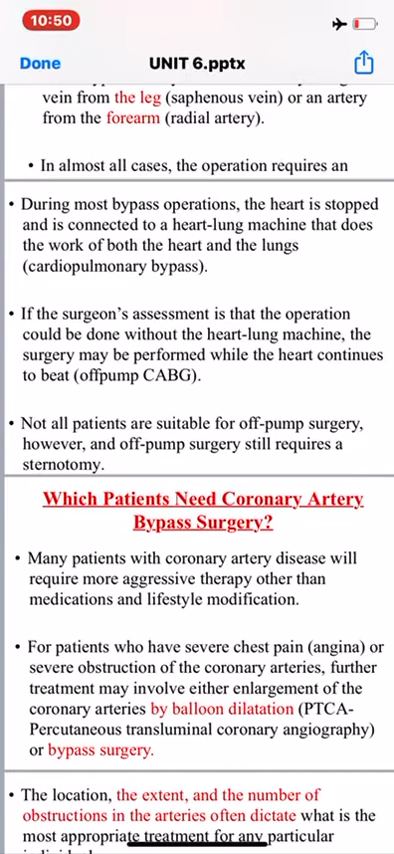 10:50
Done UNIT 6.pptx
vein from the leg (saphenous vein) or an artery
from the forearm (radial artery).
• In almost all cases, the operation requires an
• During most bypass operations, the heart is stopped
and is connected to a heart-lung machine that does
the work of both the heart and the lungs
(cardiopulmonary bypass).
• If the surgeon's assessment is that the operation
could be done without the heart-lung machine, the
surgery may be performed while the heart continues
to beat (offpump CABG).
• Not all patients are suitable for off-pump surgery,
however, and off-pump surgery still requires a
sternotomy.
Which Patients Need Coronary Artery
Bypass Surgery?
• Many patients with coronary artery disease will
require more aggressive therapy other than
medications and lifestyle modification.
• For patients who have severe chest pain (angina) or
severe obstruction of the coronary arteries, further
treatment may involve either enlargement of the
coronary arteries by balloon dilatation (PTCA-
Percutaneous transluminal coronary angiography)
or bypass surgery.
• The location, the extent, and the number of
obstructions in the arteries often dictate what is the
most appropriate treatment for any particular